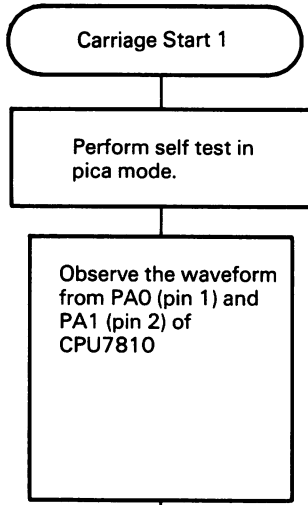 Carriage Start 1
Perform self test in
pica mode.
Observe the waveform
from PA0 (pin 1) and
PA1 (pin 2) of
CPU7810